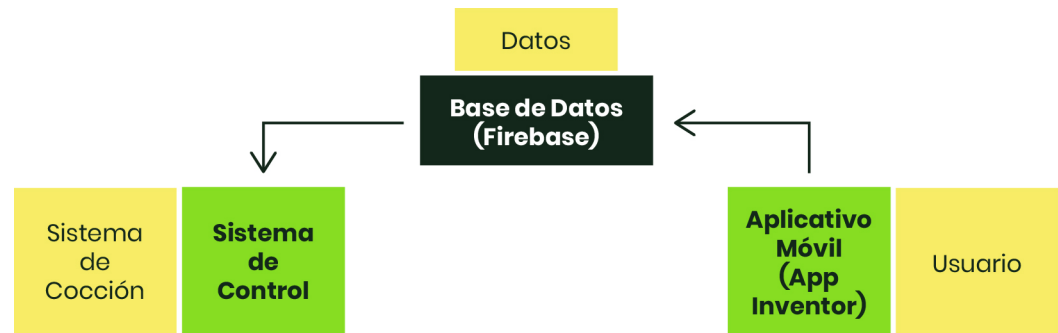 Datos
Base de Datos
(Firebase)
Sistema
de
Cocción
Sistema
de
Control
Aplicativo
Móvil
(App
Inventor)
Usuario